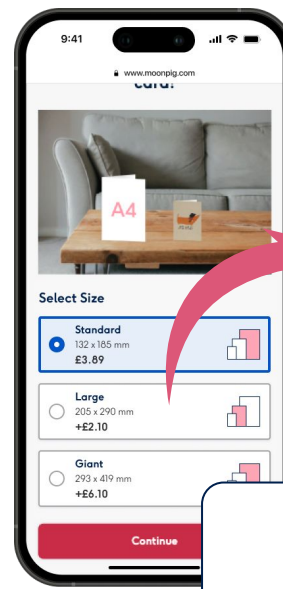 9:41
www.moonpig.com
card?
A4
Select Size
Standard
132 x 185 mm
£3.89
Large
205 x 290 mm
+£2.10
Giant
293 x 419 mm
+£6.10
Continue